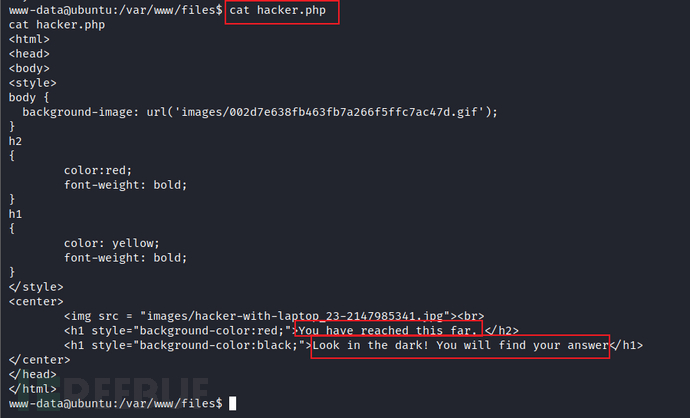 www-data@ubuntu:/var/www/files$ cat hacker.php
cat hacker.php
<html>
<head>
<body>
<style>
body {
  background-image: url('images/002d7e638fb463fb7a266f5ffc7ac47d.gif');
}
h2
{
        color:red;
        font-weight: bold;
}
h1
{
        color: yellow;
        font-weight: bold;
}
</style>
<center>
        <img src = "images/hacker-with-laptop_23-2147985341.jpg"><br>
        <h1 style="background-color:red;">You have reached this far. </h2>
        <h1 style="background-color:black;">Look in the dark! You will find your answer</h1>
</center>
</head>
</html>
www-data@ubuntu:/var/www/files$